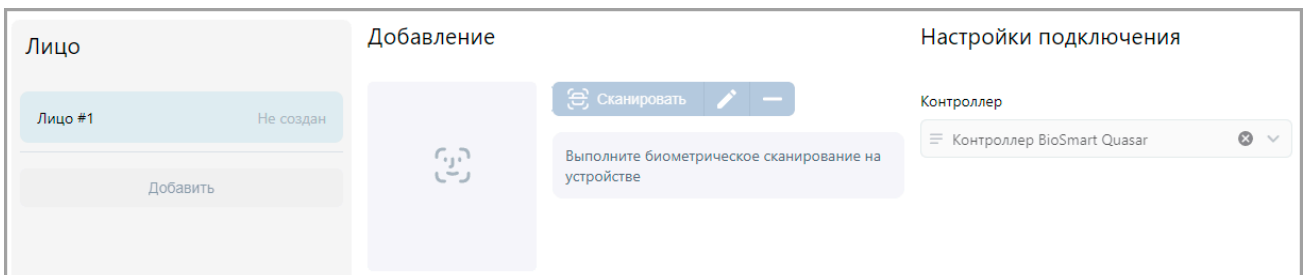 Лицо
Лицо #1 Не создан
Добавить
Добавление
Сканировать
Выполните биометрическое сканирование на
устройстве
Настройки подключения
Контроллер
Контроллер BioSmart Quasar